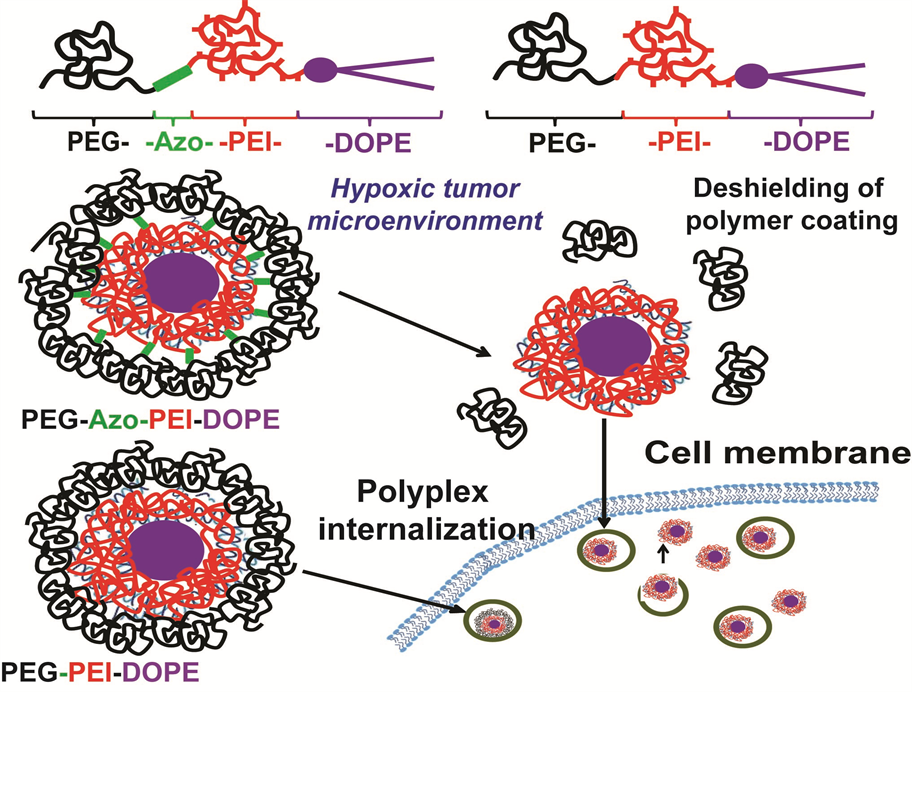 PEG- -Azo- -PEI- -DOPE
PEG- -PEI- -DOPE
Hypoxic tumor
microenvironment
Deshielding of
polymer coating
PEG-Azo-PEI-DOPE
Cell membrane
Polyplex
internalization
PEG-PEI-DOPE